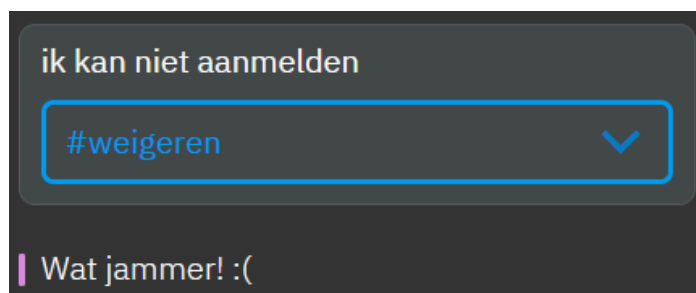 ik kan niet aanmelden
#weigeren
Wat jammer! :(